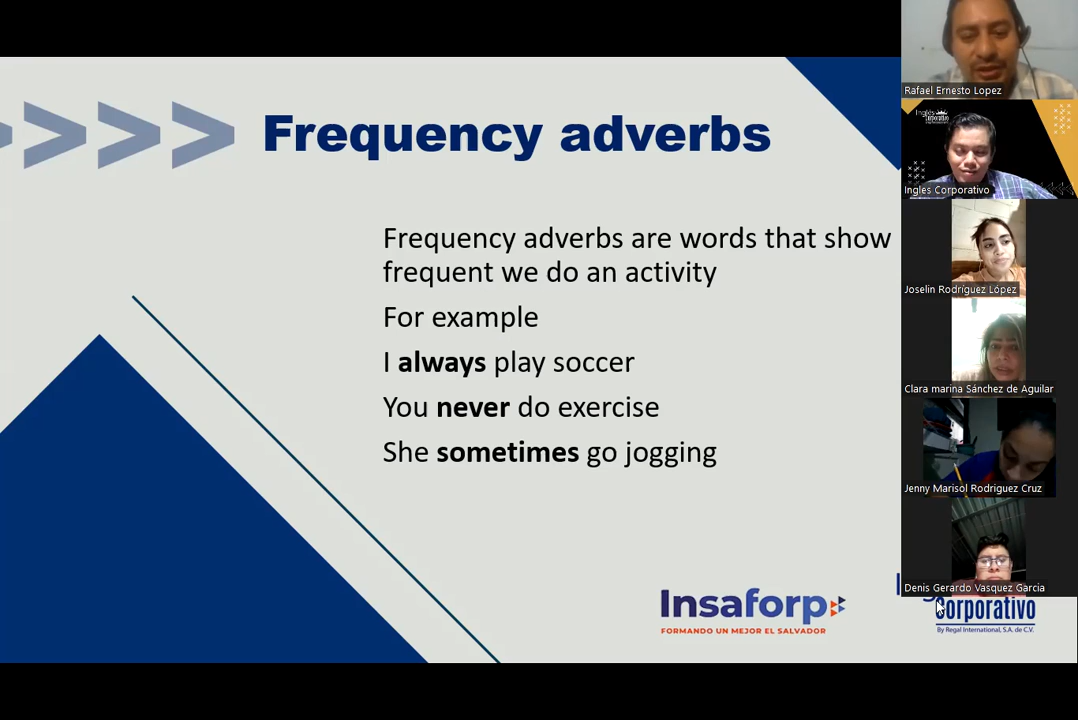 Frequency adverbs
Frequency adverbs are words that show
frequent we do an activity
For example
I always play soccer
You never do exercise
She sometimes go jogging
Insaforp
FORMANDO UN MEJOR EL SALVADOR
Corporativo
By Regal International, S.A. de C.V.
Rafael Ernesto Lopez
Inglés
Corporativo
Ingles Corporativo
Joselin Rodríguez López
Clara marina Sánchez de Aguilar
Jenny Marisol Rodriguez Cruz
Denis Gerardo Vasquez Garcia